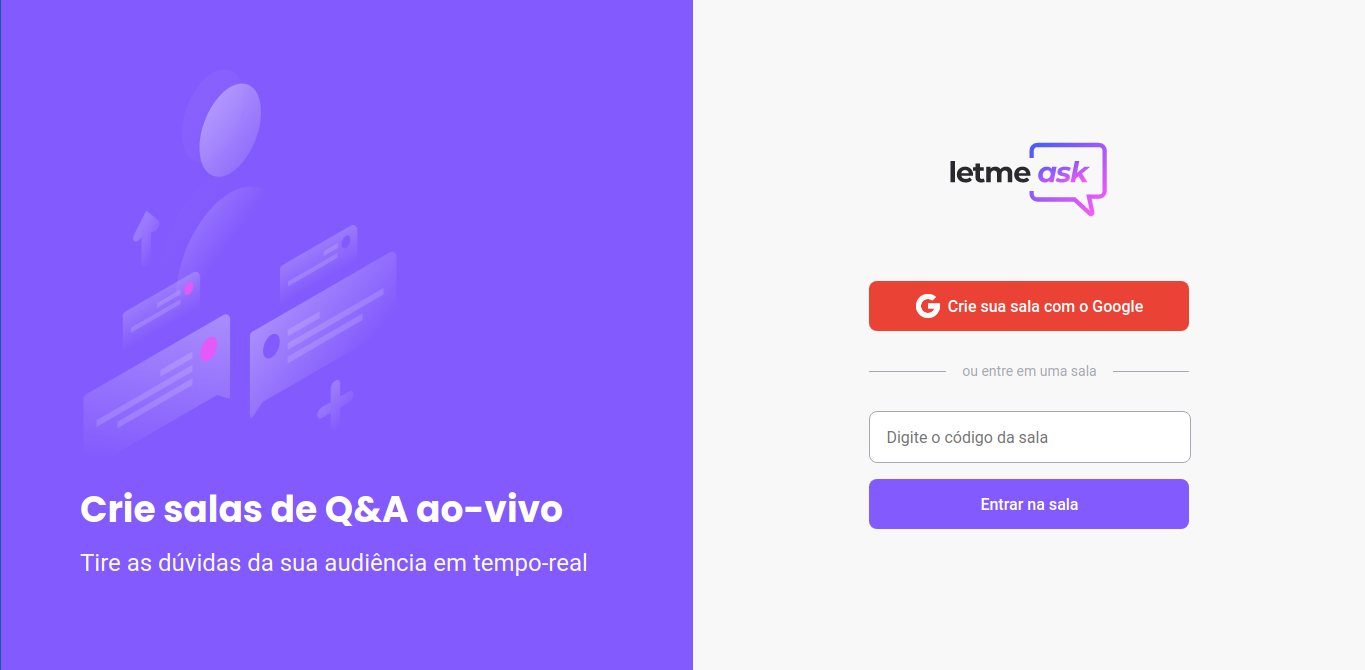 Crie salas de Q&A ao-vivo
Tire as dúvidas da sua audiência em tempo-real
letme ask
Crie sua sala com o Google
ou entre em uma sala
Digite o código da sala
Entrar na sala